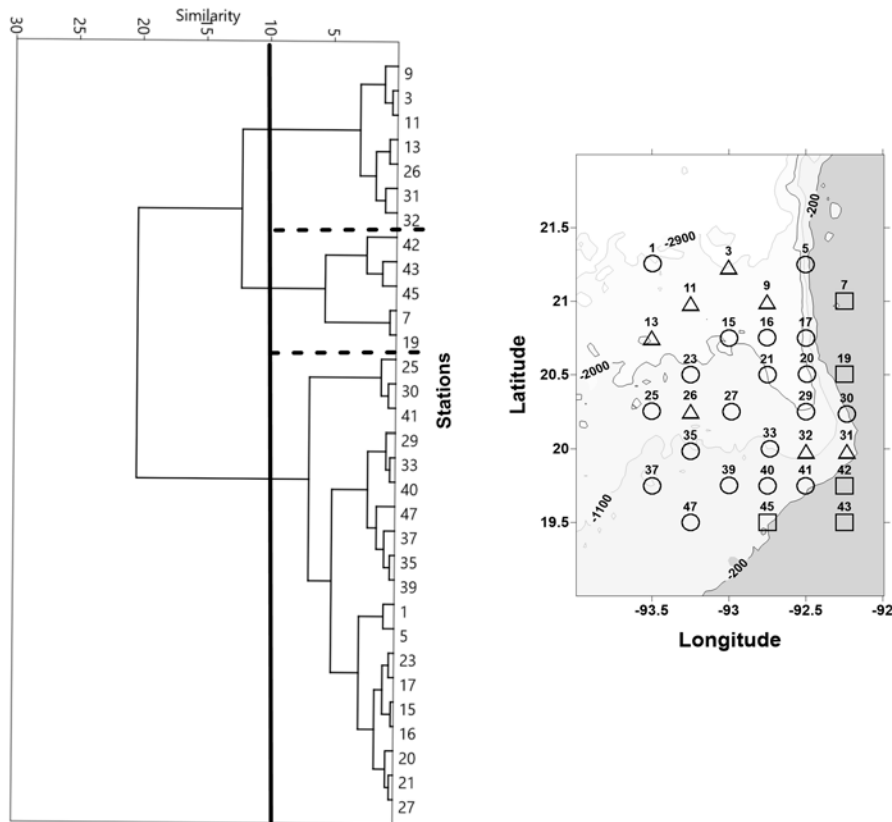 Similarity
30 20 15 10 5
9
3
11
13
26
31
32
42
43
45
7
19
25
30
41
29
33
40
47
37
35
39
1
5
23
17
15
16
20
21
27
Stations
21.5
21
20.5
20
19.5
Latitude
-93.5 -93 -92.5 -92
Longitude
-2900
-200
-2000
-1100
-200
1 3 5
11 9 7
13 15 16 17
23 21 20 19
25 26 27 29 30
35 33 32 31
37 39 40 41 42
47 45 43